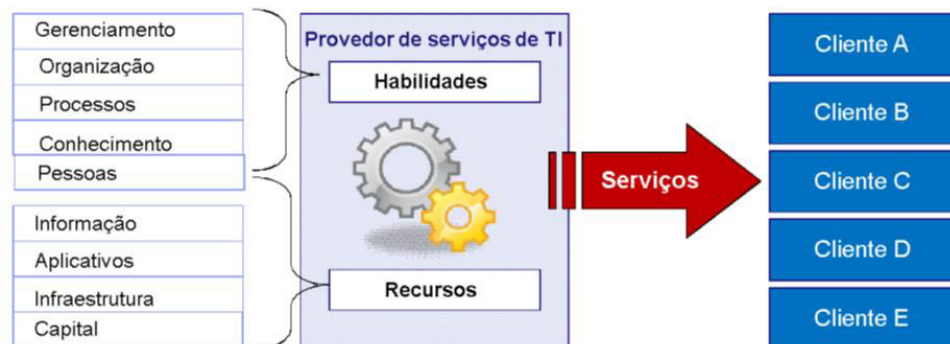 Gerenciamento
Organização
Processos
Conhecimento
Pessoas
Informação
Aplicativos
Infraestrutura
Capital
Provedor de serviços de TI
Habilidades
Recursos
Serviços
Cliente A
Cliente B
Cliente C
Cliente D
Cliente E